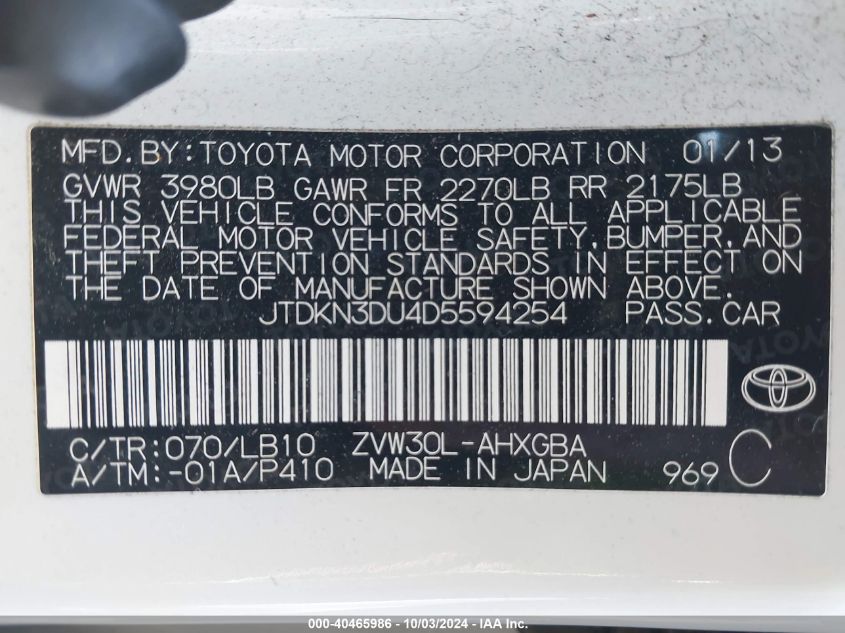 MFD.BY:TOYOTA MOTOR CORPORATION 01/13
GVWR 3980LB GAWR FR 2270LB RR 2175LB
THIS VEHICLE CONFORMS TO ALL APPLICABLE
FEDERAL MOTOR VEHICLE SAFETY,BUMPER,AND
THEFT PREVENTION STANDARDS IN EFFECT ON
THE DATE OF MANUFACTURE SHOWN ABOVE.
JTDKN3DU4D5594254 PASS.CAR
C/TR:070/LB10 ZVW30L-AHXGBA
A/TM:-01A/P410 MADE IN JAPAN 969 C
000-40465986 - 10/03/2024 - IAA Inc.